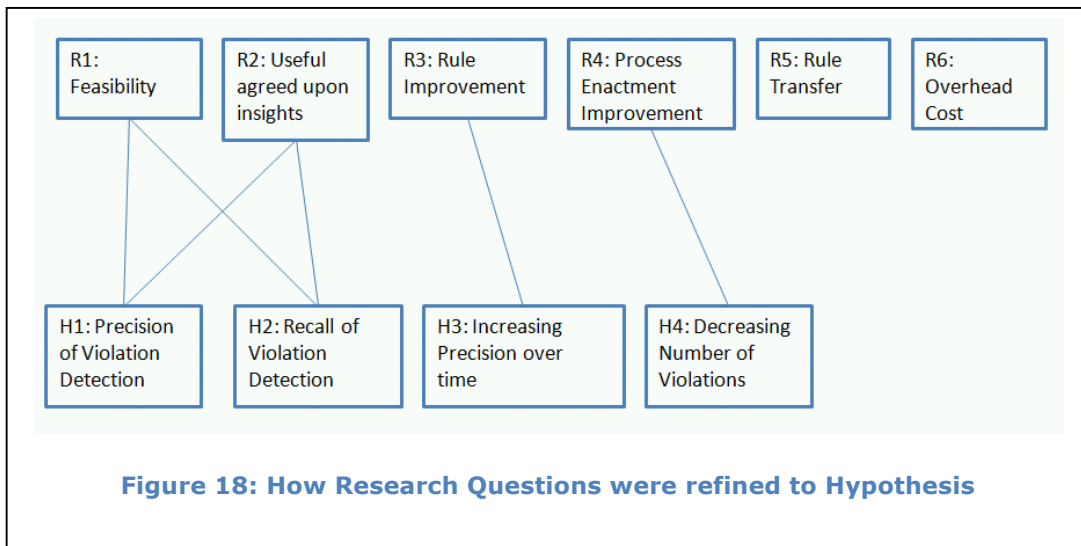 R1:
Feasibility
R2: Useful
agreed upon
insights
R3: Rule
Improvement
R4: Process
Enactment
Improvement
R5: Rule
Transfer
R6:
Overhead
Cost
H1: Precision
of Violation
Detection
H2: Recall of
Violation
Detection
H3: Increasing
Precision over
time
H4: Decreasing
Number of
Violations
Figure 18: How Research Questions were refined to Hypothesis